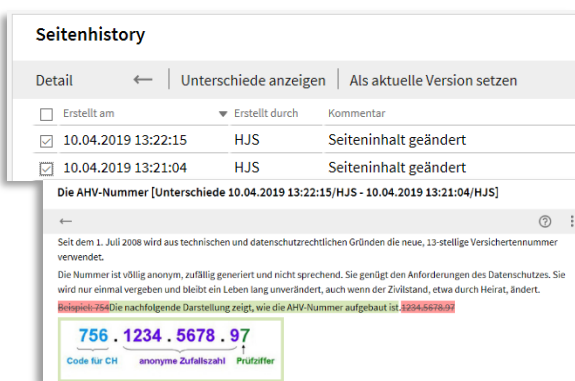 Seitenhistory
Detail ← Unterschiede anzeigen Als aktuelle Version setzen
Erstellt am Erstellt durch Kommentar
10.04.2019 13:22:15 HJS Seiteninhalt geändert
10.04.2019 13:21:04 HJS Seiteninhalt geändert
Die AHV-Nummer [Unterschiede 10.04.2019 13:22:15/HJS - 10.04.2019 13:21:04/HJS]
Seit dem 1. Juli 2008 wird aus technischen und datenschutzrechtlichen Gründen die neue, 13-stellige Versichertennummer
verwendet.
Die Nummer ist völlig anonym, zufällig generiert und nicht sprechend. Sie genügt den Anforderungen des Datenschutzes. Sie
wird nur einmal vergeben und bleibt ein Leben lang unverändert, auch wenn der Zivilstand, etwa durch Heirat, ändert.
Beispiel: 754Die nachfolgende Darstellung zeigt, wie die AHV-Nummer aufgebaut ist.1234.5678.97
756 . 1234 . 5678 . 97
Code für CH anonyme Zufallszahl Prüfziffer